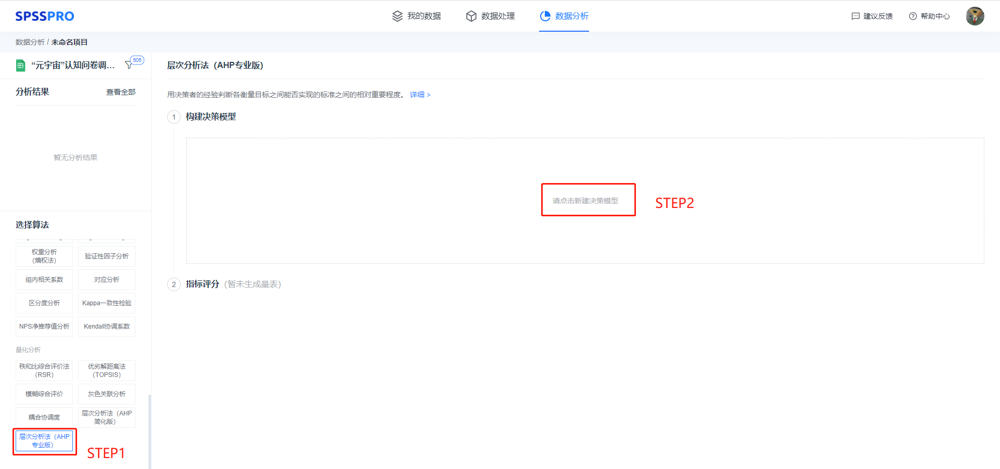 SPSSPRO
我的数据
数据处理
数据分析
建议反馈
帮助中心
数据分析 / 未命名项目
“元宇宙”认知问卷调...
505
分析结果
查看全部
暂无分析结果
选择算法
权重分析
（熵权法）
验证性因子分析
组内相关系数
对应分析
区分度分析
Kappa一致性检验
NPS净推荐值分析
Kendall协调系数
量化分析
秩和比综合评价法
（RSR）
优劣解距离法
（TOPSIS）
模糊综合评价
灰色关联分析
耦合协调度
层次分析法（AHP
简化版）
层次分析法（AHP
专业版）
STEP1
层次分析法（AHP专业版）
用决策者的经验判断各衡量目标之间能否实现的标准之间的相对重要程度。 详细 >
1 构建决策模型
请点击新建决策模型
STEP2
2 指标评分（暂未生成量表）